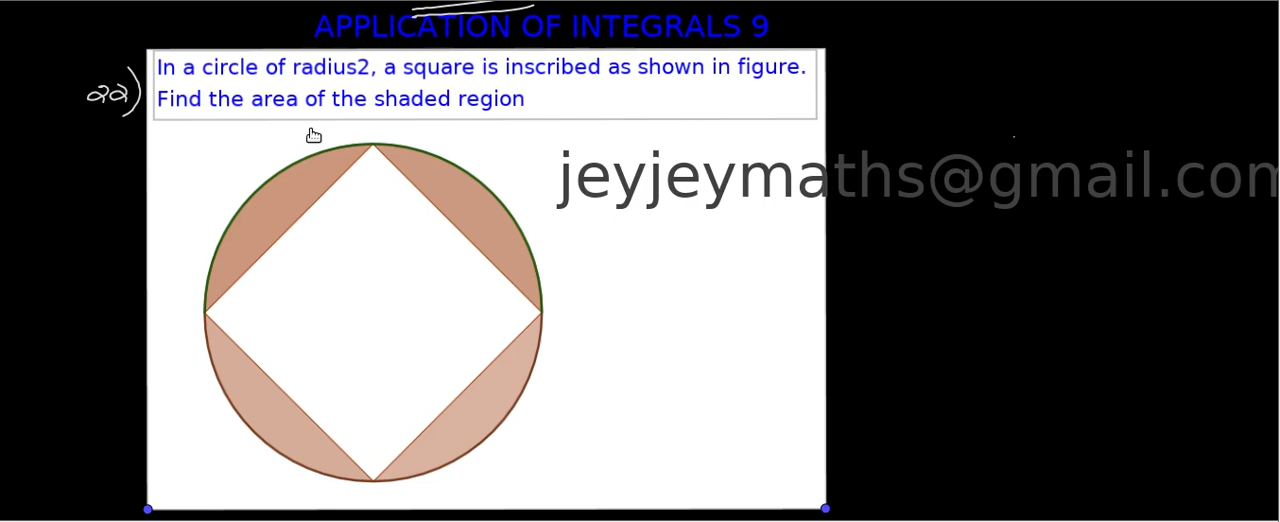 APPLICATION OF INTEGRALS 9
22)
In a circle of radius2, a square is inscribed as shown in figure.
Find the area of the shaded region
jeyjeymaths@gmail.com